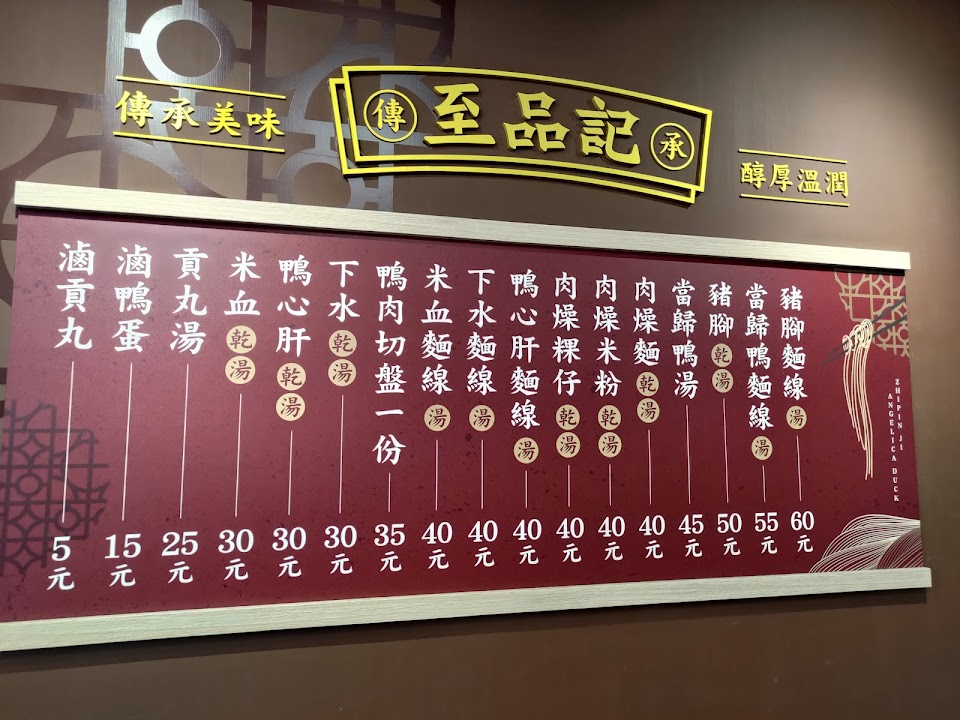 傳承美味
傳 至品記 承
醇厚溫潤
豬腳麵線 湯 60元
當歸鴨麵線 湯 55元
豬腳 乾 湯 50元
當歸鴨湯 45元
肉燥麵 乾 湯 40元
肉燥米粉 乾 湯 40元
肉燥粿仔 乾 湯 40元
鴨心肝麵線 湯 40元
下水麵線 湯 40元
米血麵線 湯 40元
鴨肉切盤一份 35元
下水 乾 湯 30元
鴨心肝 乾 湯 30元
米血 乾 湯 30元
貢丸湯 25元
滷鴨蛋 15元
滷貢丸 5元
ZHIPIN JI
ANGELICA DUCK